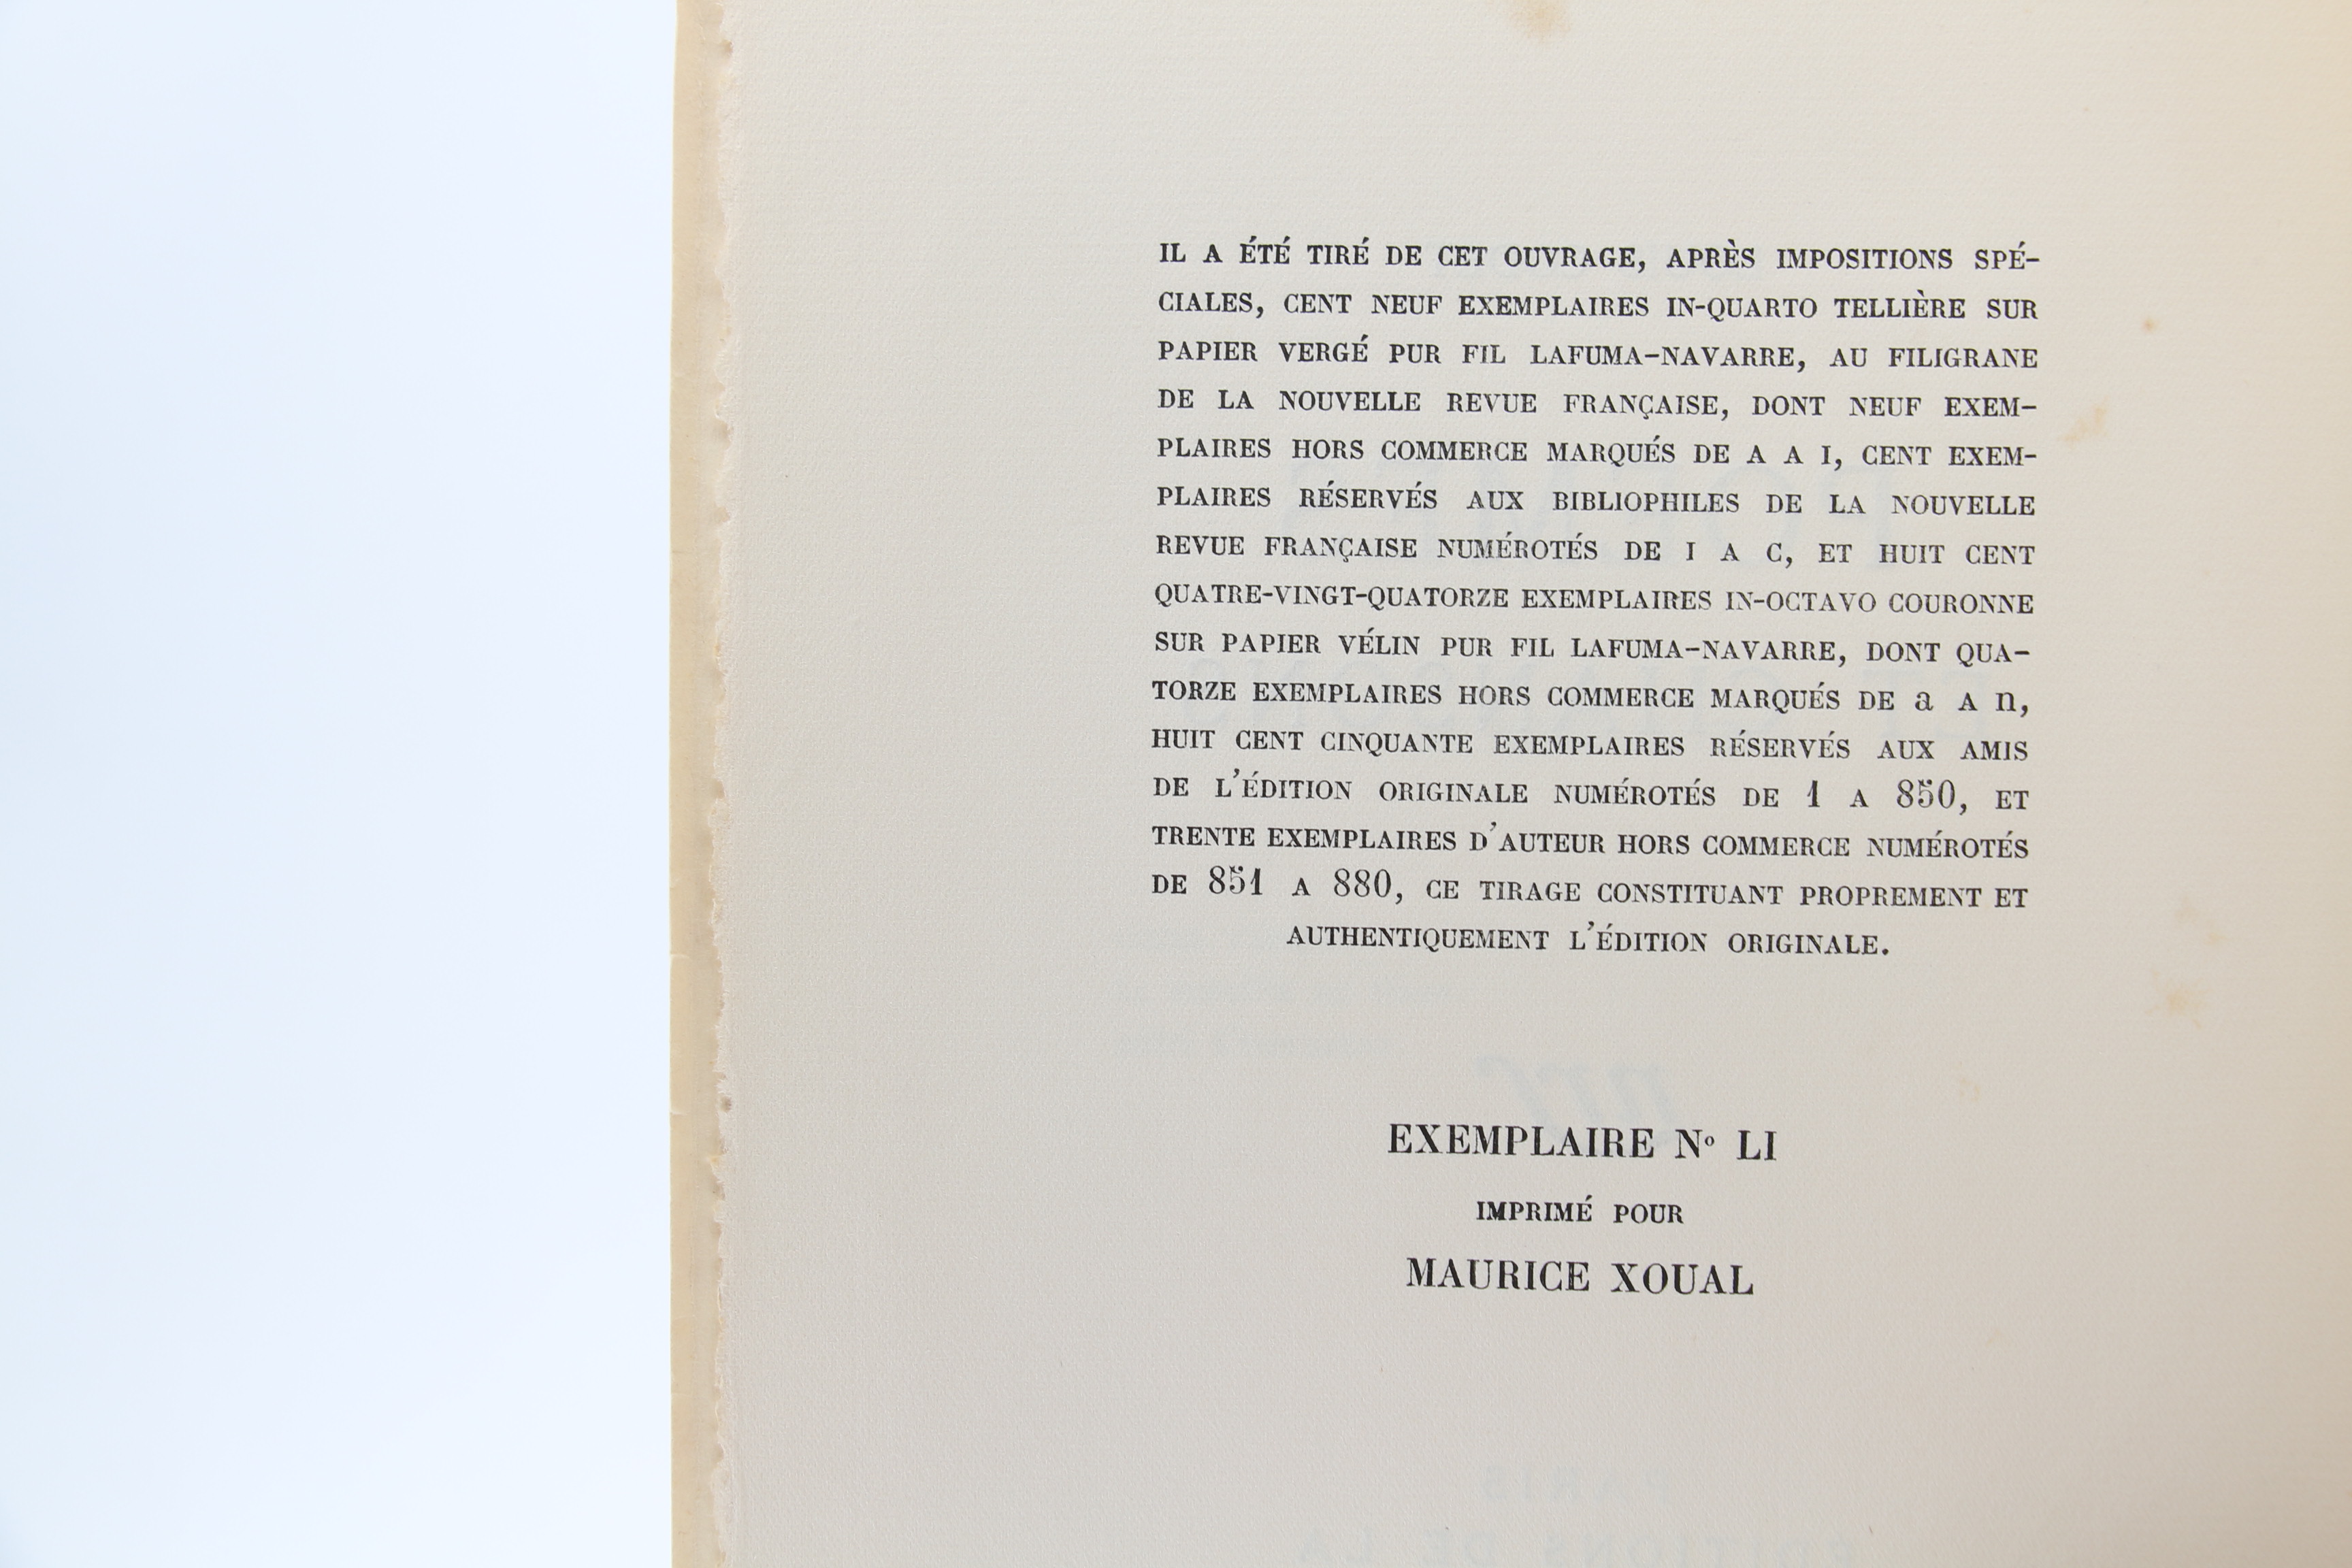 IL A ÉTÉ TIRÉ DE CET OUVRAGE, APRÈS IMPOSITIONS SPÉ-
CIALES, CENT NEUF EXEMPLAIRES IN-QUARTO TELLIÈRE SUR
PAPIER VERGÉ PUR FIL LAFUMA-NAVARRE, AU FILIGRANE
DE LA NOUVELLE REVUE FRANÇAISE, DONT NEUF EXEM-
PLAIRES HORS COMMERCE MARQUÉS DE A A I, CENT EXEM-
PLAIRES RÉSERVÉS AUX BIBLIOPHILES DE LA NOUVELLE
REVUE FRANÇAISE NUMÉROTÉS DE I A C, ET HUIT CENT
QUATRE-VINGT-QUATORZE EXEMPLAIRES IN-OCTAVO COURONNE
SUR PAPIER VÉLIN PUR FIL LAFUMA-NAVARRE, DONT QUA-
TORZE EXEMPLAIRES HORS COMMERCE MARQUÉS DE a A n,
HUIT CENT CINQUANTE EXEMPLAIRES RÉSERVÉS AUX AMIS
DE L'ÉDITION ORIGINALE NUMÉROTÉS DE 1 A 850, ET
TRENTE EXEMPLAIRES D'AUTEUR HORS COMMERCE NUMÉROTÉS
DE 851 A 880, CE TIRAGE CONSTITUANT PROPREMENT ET
AUTHENTIQUEMENT L'ÉDITION ORIGINALE.
EXEMPLAIRE Nº LI
IMPRIMÉ POUR
MAURICE XOUAL